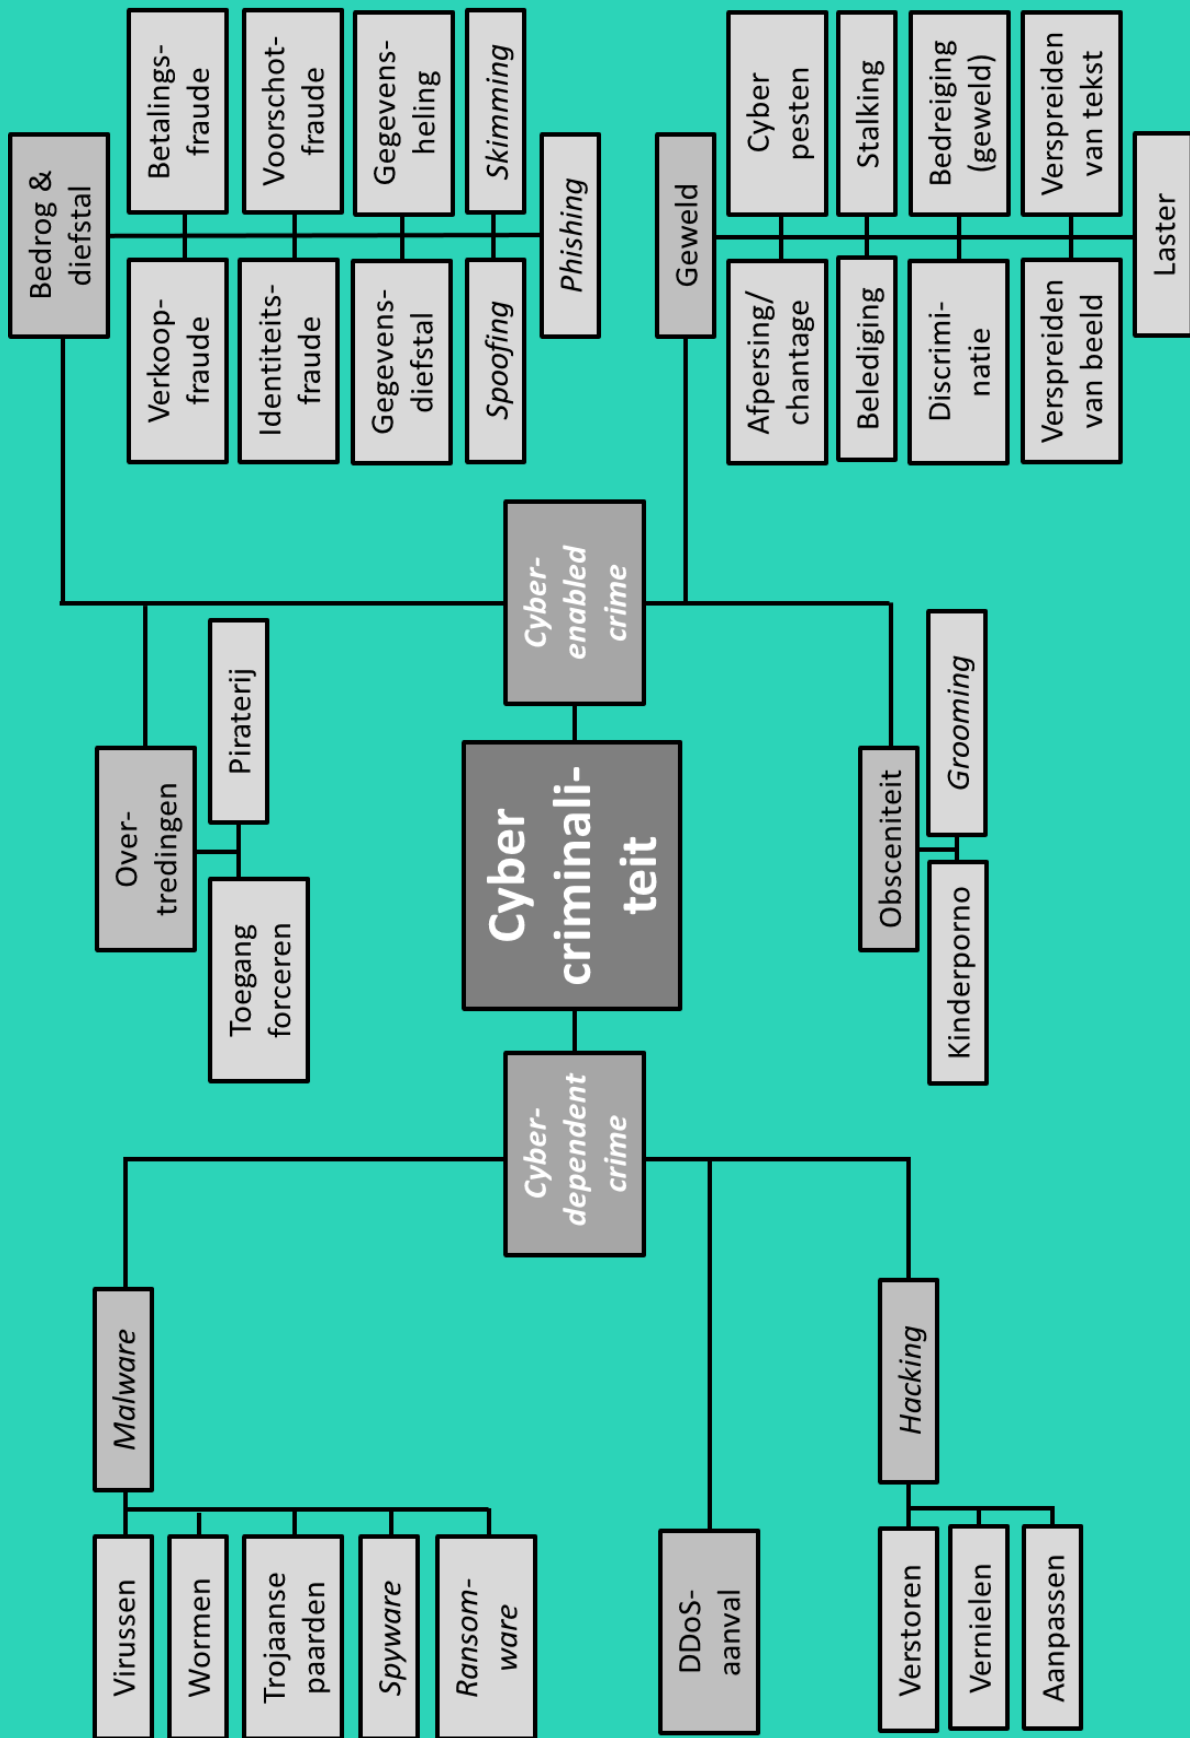 Malware
Virussen
Wormen
Trojaanse
paarden
Spyware
Ransom-
ware
DDoS-
aanval
Hacking
Verstoren
Vernielen
Aanpassen
Cyber-
dependent
crime
Cyber
criminali-
teit
Cyber-
enabled
crime
Over-
tredingen
Toegang
forceren
Piraterij
Obsceniteit
Kinderporno
Grooming
Bedrog &
diefstal
Verkoop-
fraude
Betalings-
fraude
Identiteits-
fraude
Voorschot-
fraude
Gegevens-
diefstal
Gegevens-
heling
Spoofing
Skimming
Phishing
Geweld
Afpersing/
chantage
Cyber
pesten
Belediging
Stalking
Discrimi-
natie
Bedreiging
(geweld)
Verspreiden
van beeld
Verspreiden
van tekst
Laster